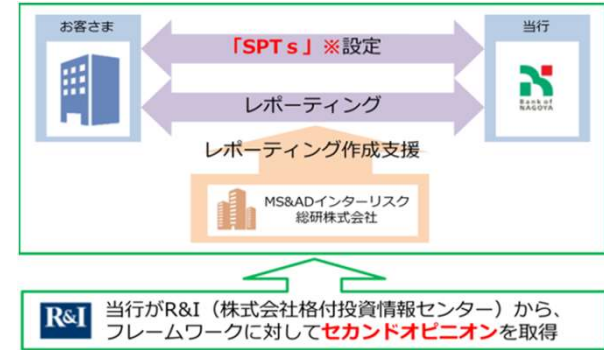 お客さま
当行
「SPTｓ」※設定
Bank of
NAGOYA
レポーティング
レポーティング作成支援
MS&ADインターリスク
総研株式会社
R&I
当行がR&I（株式会社格付投資情報センター）から、
フレームワークに対してセカンドオピニオンを取得